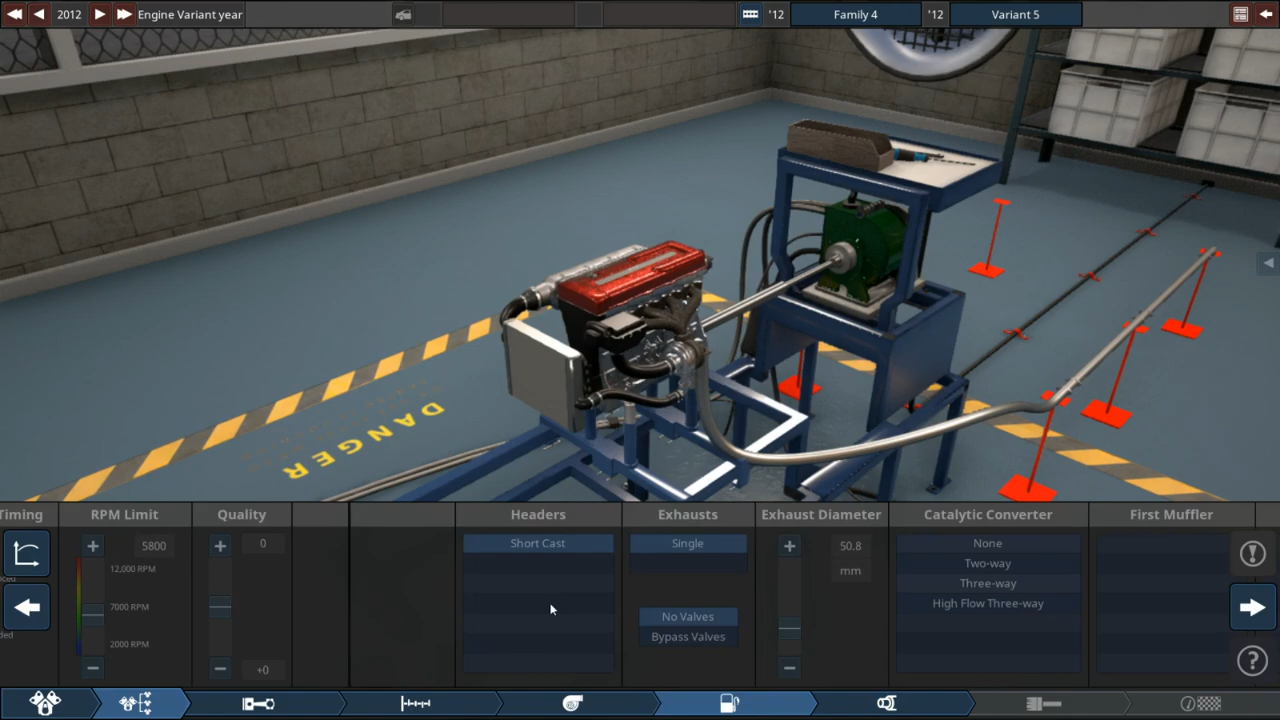 2012 Engine Variant year '12 Family 4 '12 Variant 5
DANGER
Timing RPM Limit Quality Headers Exhausts Exhaust Diameter Catalytic Converter First Muffler
5800 0 Short Cast Single 50.8 None
12,000 RPM mm Two-way
Three-way
7000 RPM High Flow Three-way
No Valves
Bypass Valves
2000 RPM
+0